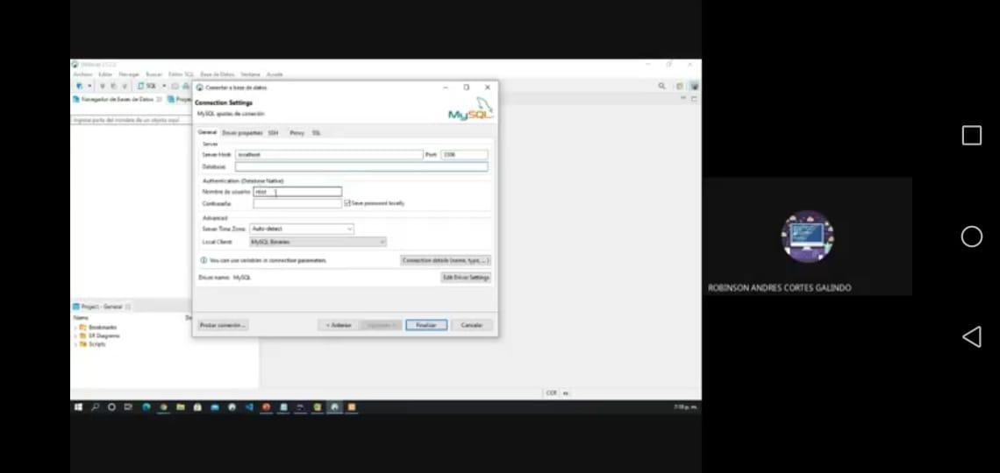 Archivo Editar Navegar Buscar Editor SQL Base de Datos Ventana Ayuda
SQL
Navegador de Bases de Datos
Ingrese parte del nombre de un objeto aquí
Conectar a base de datos
Connection Settings
MySQL ajustes de conexión
MySQL
General Driver properties SSH Proxy SSL
Server
Server Host: localhost Port: 3306
Database:
Authentication (Database Native)
Nombre de usuario: root
Contraseña: Save password locally
Advanced
Server Time Zone: Auto-detect
Local Client: MySQL Binaries
You can use variables in connection parameters.
Connection details (name, type, ... )
Driver name: MySQL
Edit Driver Settings
Probar conexión ...
< Anterior Siguiente > Finalizar Cancelar
Project - General
Name
Bookmarks
ER Diagrams
Scripts
COT es
7:18 p. m.
ROBINSON ANDRES CORTES GALINDO